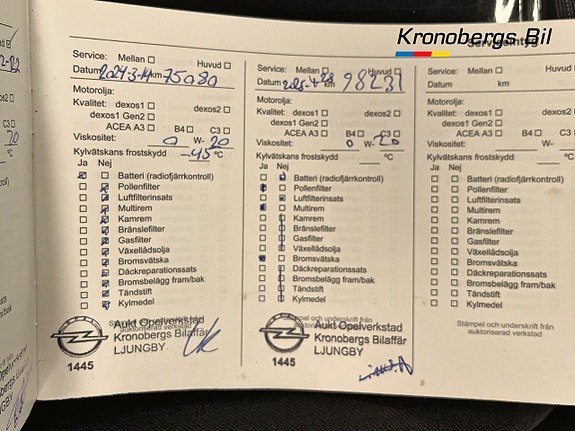 Kronobergs Bil
Service: Mellan Huvud
Datum 2024-3-14 km 75080
Motorolja:
Kvalitet: dexos1 dexos2
dexos1 Gen2
ACEA A3 B4 C3
Viskositet: 0 W- 20
Kylvätskans frostskydd -45 °C
Ja Nej
Batteri (radiofjärrkontroll)
Pollenfilter
Luftfilterinsats
Multirem
Kamrem
Bränslefilter
Gasfilter
Växellådsolja
Bromsvätska
Däckreparationssats
Bromsbelägg fram/bak
Tändstift
Kylmedel
Aukt Opelverkstad
Kronobergs Bilaffär
LJUNGBY
auktoriserad verkstad
1445
Service: Mellan Huvud
Datum 2025-4-28 km 98231
Motorolja:
Kvalitet: dexos1 dexos2
dexos1 Gen2
ACEA A3 B4 C3
Viskositet: 0 W- 20
Kylvätskans frostskydd °C
Ja Nej
Batteri (radiofjärrkontroll)
Pollenfilter
Luftfilterinsats
Multirem
Kamrem
Bränslefilter
Gasfilter
Växellådsolja
Bromsvätska
Däckreparationssats
Bromsbelägg fram/bak
Tändstift
Kylmedel
Aukt Opelverkstad
Kronobergs Bilaffär
LJUNGBY
1445
Service: Mellan Huvud
Datum km
Motorolja:
Kvalitet: dexos1 dexos2
dexos1 Gen2
ACEA A3 B4 C3
Viskositet: W-
Kylvätskans frostskydd °C
Ja Nej
Batteri (radiofjärrkontroll)
Pollenfilter
Luftfilterinsats
Multirem
Kamrem
Bränslefilter
Gasfilter
Växellådsolja
Bromsvätska
Däckreparationssats
Bromsbelägg fram/bak
Tändstift
Kylmedel
Stämpel och underskrift från
auktoriserad verkstad